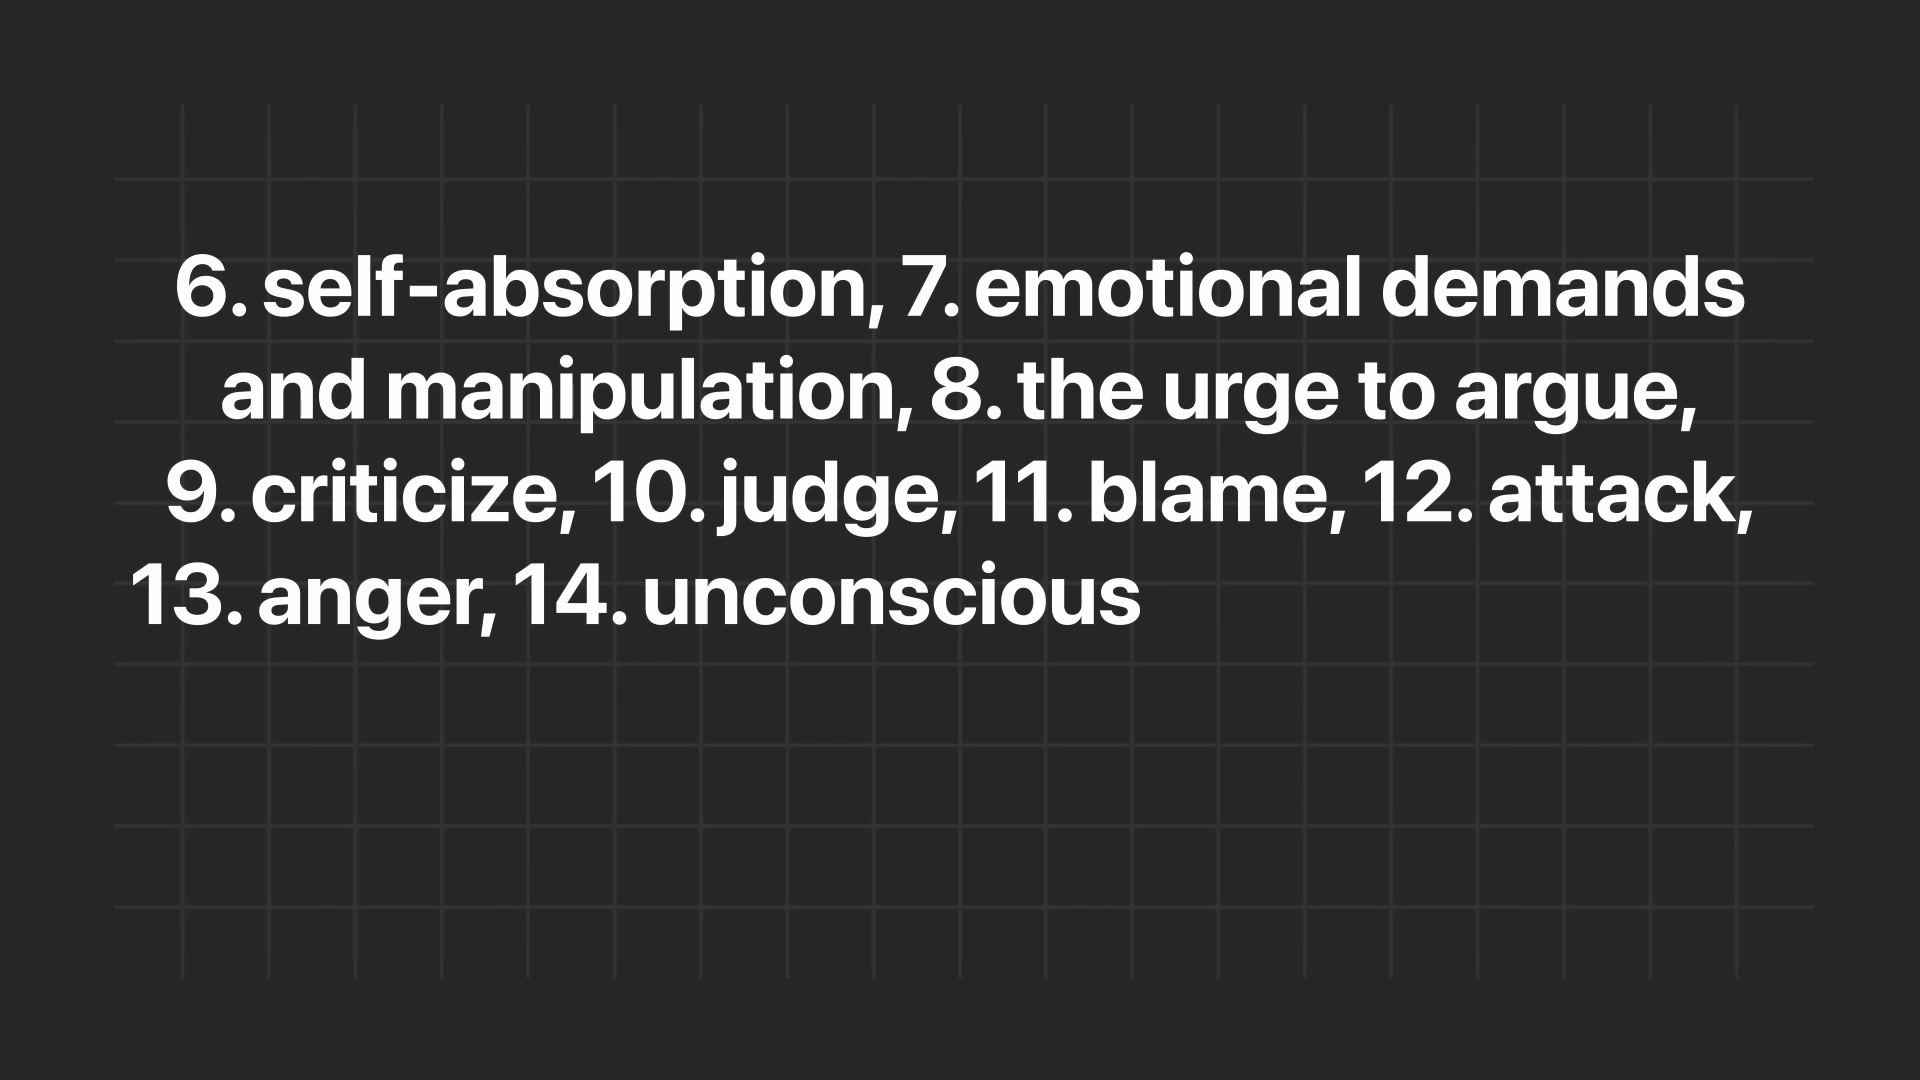 6. self-absorption, 7. emotional demands
and manipulation, 8. the urge to argue,
9. criticize, 10. judge, 11. blame, 12. attack,
13. anger, 14. unconscious